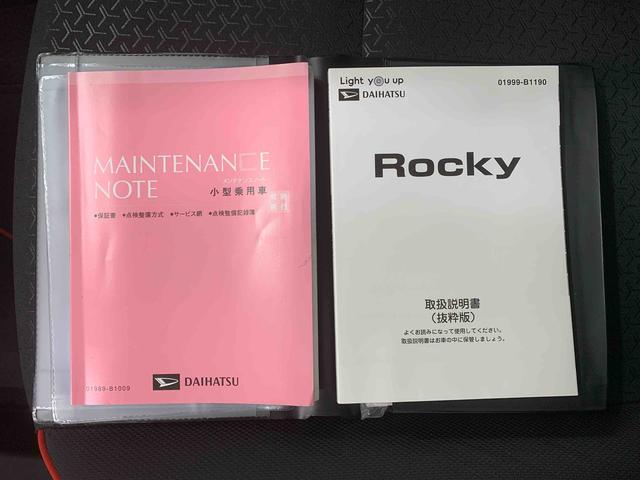 MAINTENANCE
NOTE
メンテナンスノート
小型乗用車
●保証書 ●点検整備方式 ●サービス網 ●点検整備記録簿
01989-B1009
DAIHATSU
Light you up
DAIHATSU
01999-B1190
Rocky
取扱説明書
（抜粋版）
よくお読みになって使用してください。
取扱説明書はお車の中に保管しましょう。